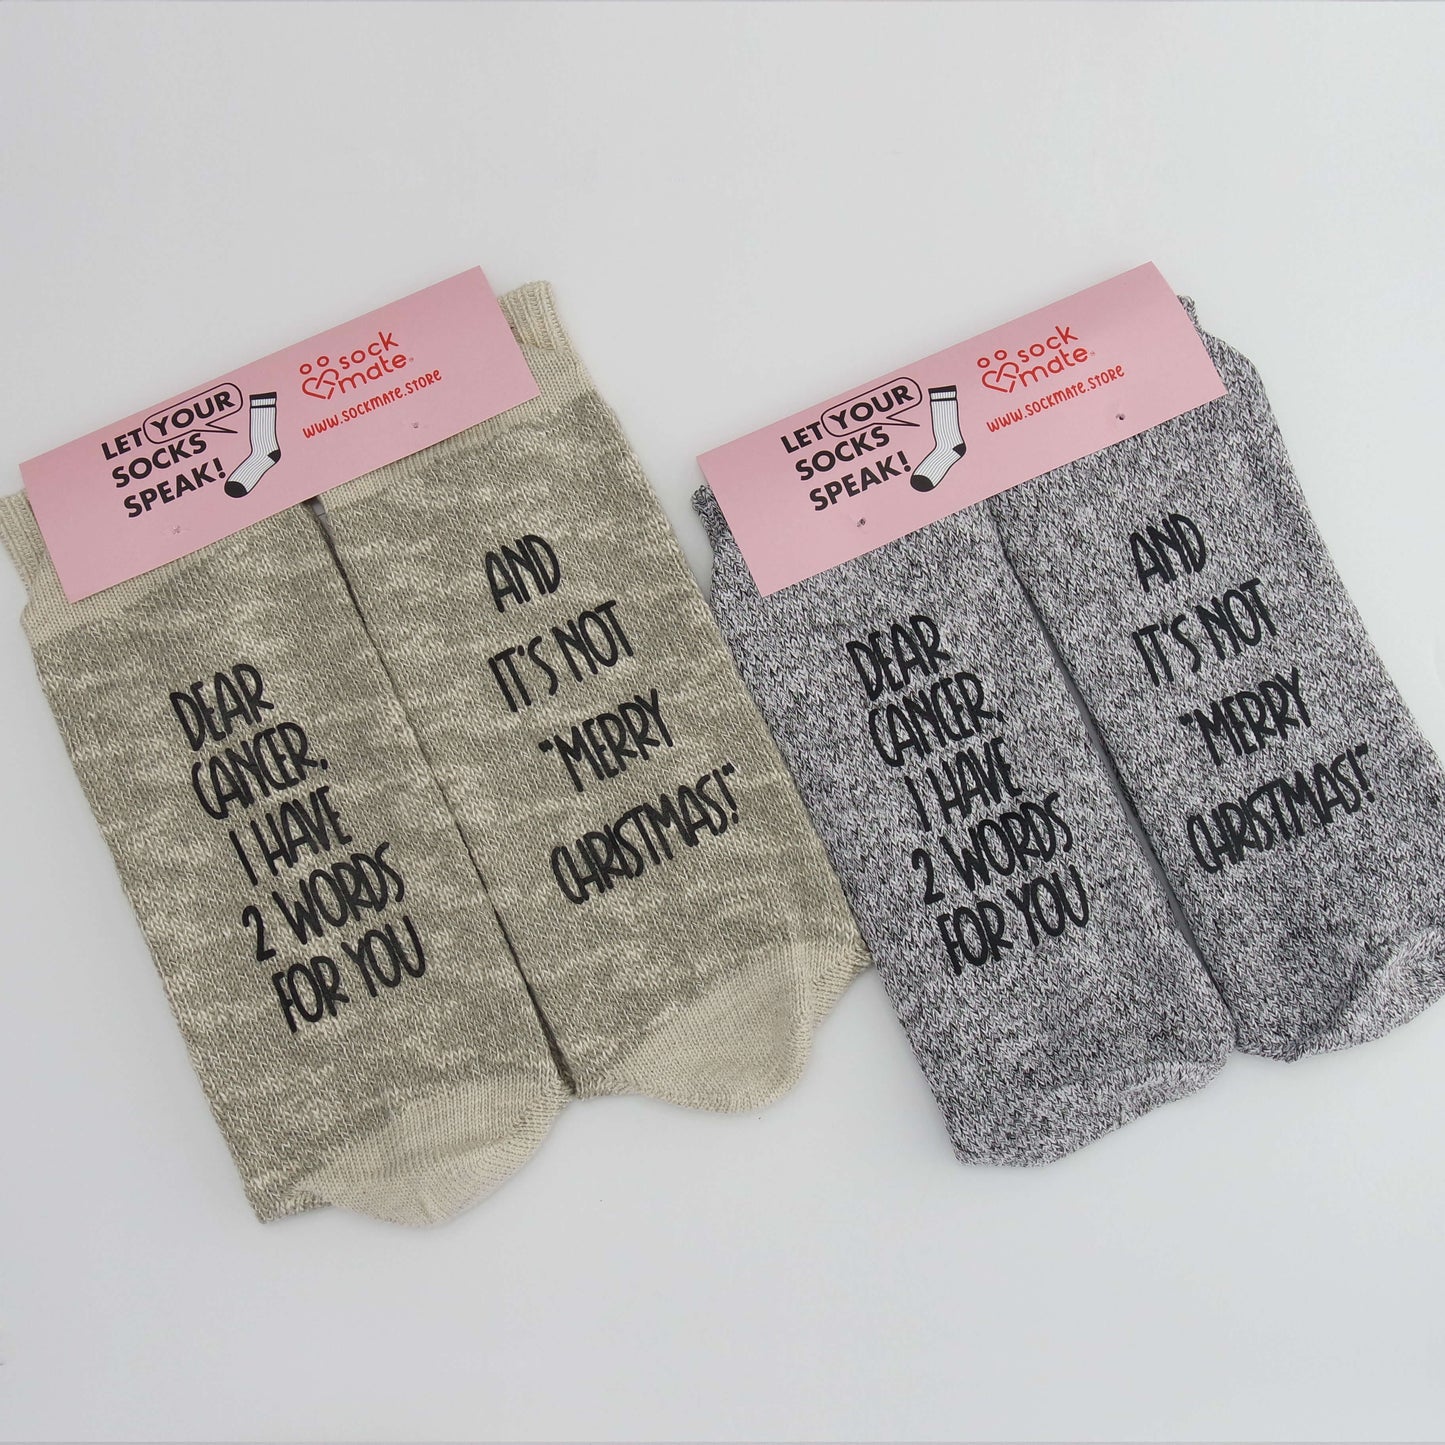 LET YOUR
SOCKS
SPEAK!
sock
mate™
WWW.SOCKMATE.STORE
DEAR
CANCER,
I HAVE
2 WORDS
FOR YOU
AND
IT'S NOT
"MERRY
CHRISTMAS!"
LET YOUR
SOCKS
SPEAK!
sock
mate™
WWW.SOCKMATE.STORE
DEAR
CANCER,
I HAVE
2 WORDS
FOR YOU
AND
IT'S NOT
"MERRY
CHRISTMAS!"